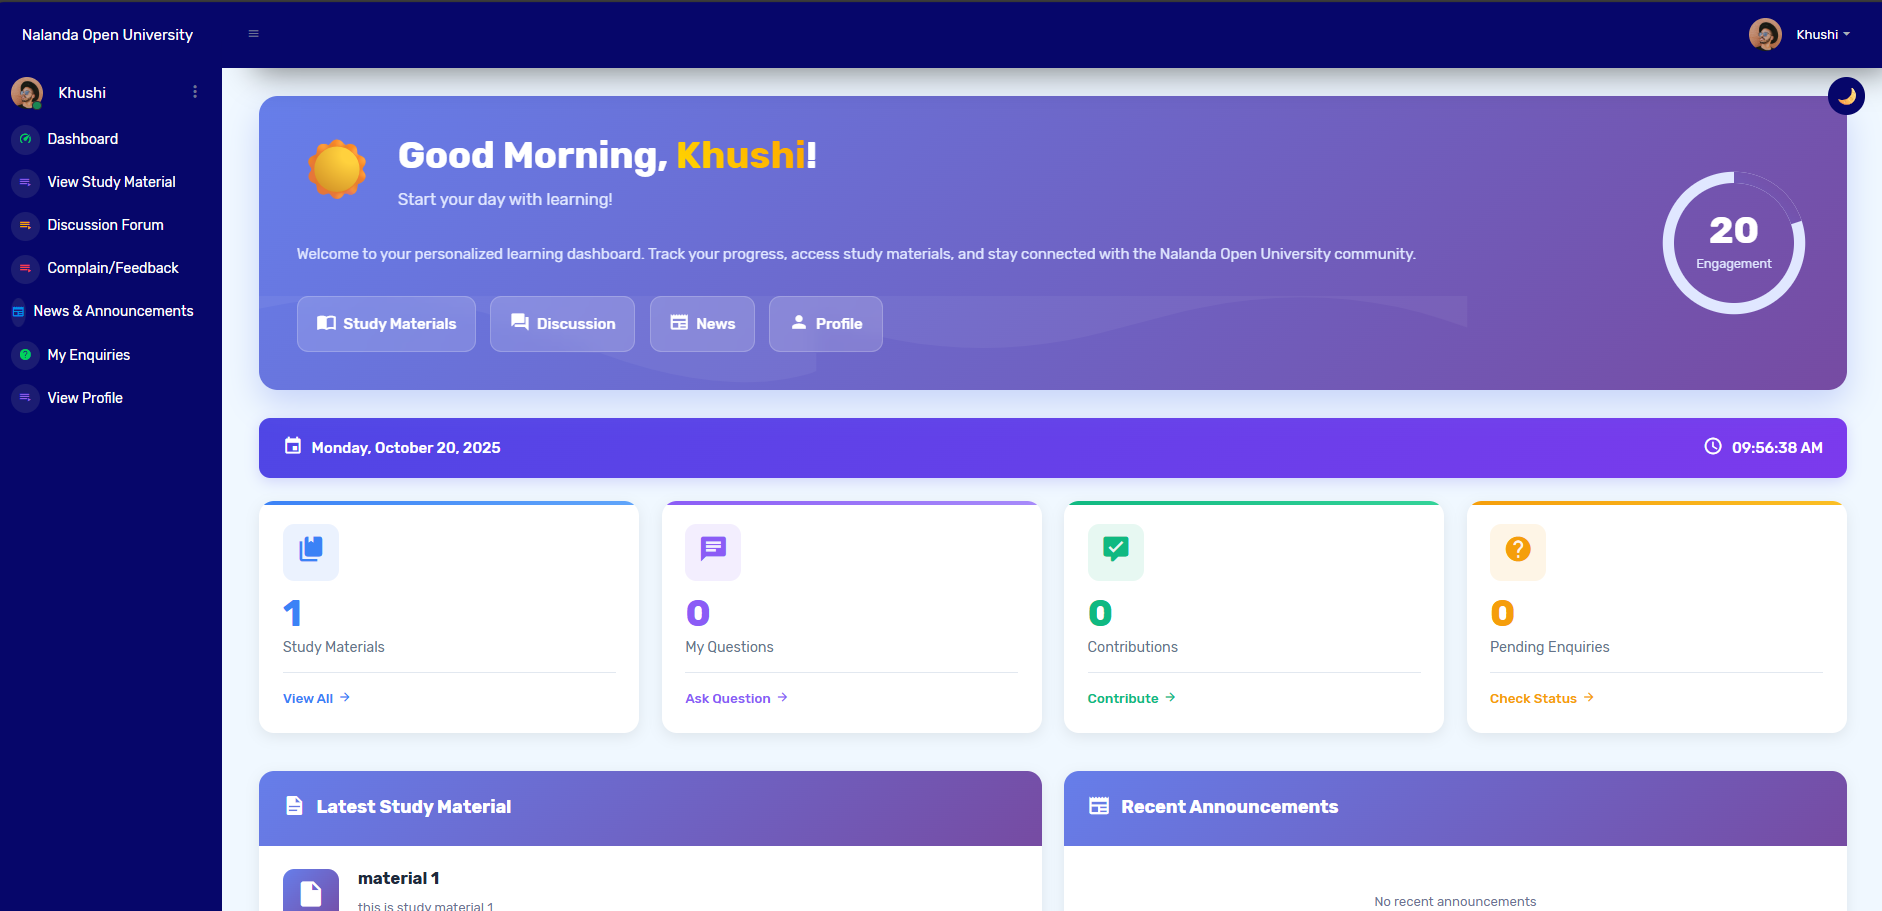 Nalanda Open University
Khushi
Khushi
Dashboard
View Study Material
Discussion Forum
Complain/Feedback
News & Announcements
My Enquiries
View Profile
Good Morning, Khushi!
Start your day with learning!
Welcome to your personalized learning dashboard. Track your progress, access study materials, and stay connected with the Nalanda Open University community.
Study Materials
Discussion
News
Profile
20
Engagement
Monday, October 20, 2025
09:56:38 AM
1
Study Materials
View All →
0
My Questions
Ask Question →
0
Contributions
Contribute →
0
Pending Enquiries
Check Status →
Latest Study Material
material 1
this is study material 1
Recent Announcements
No recent announcements